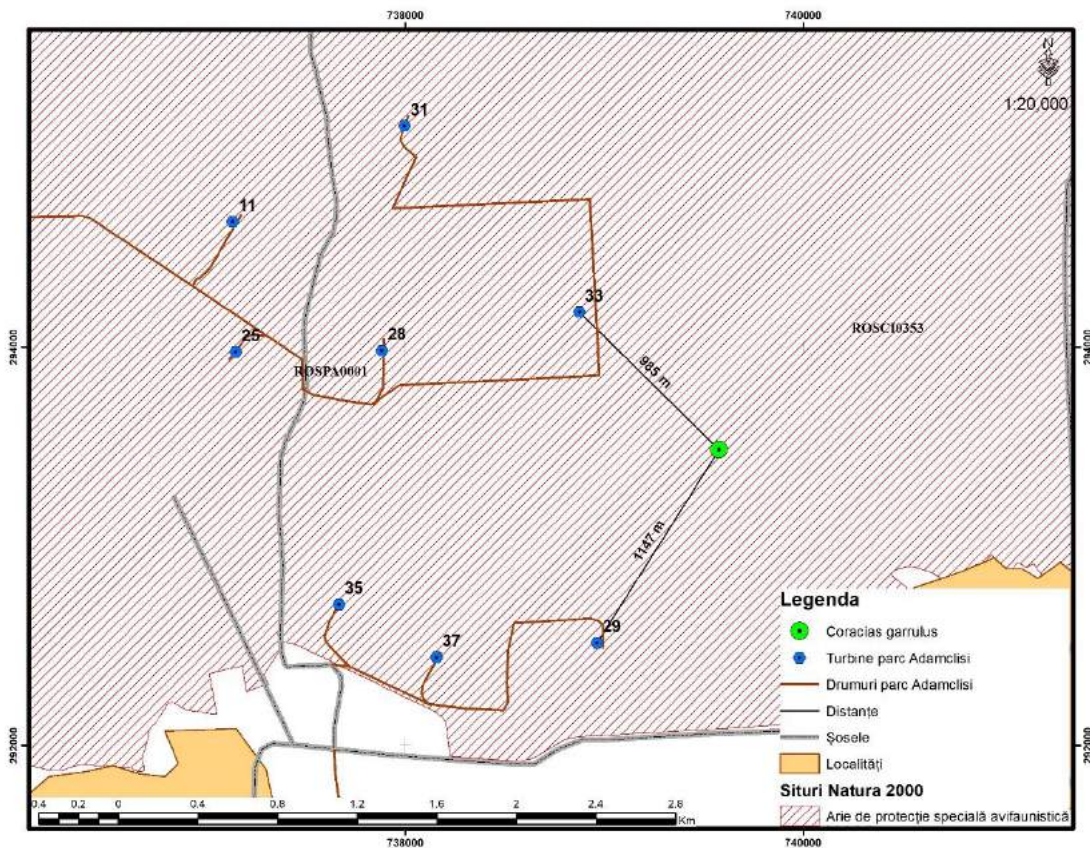 738000
740000
N
1:20,000
31
11
33
ROSCI0353
25
28
294000
294000
ROSPA0001
985 m
1147 m
35
37
29
Legenda
Coracias garrulus
Turbine parc Adamclisi
Drumuri parc Adamclisi
Distanțe
Șosele
Localități
Situri Natura 2000
Arie de protecție specială avifaunistică
292000
292000
0.4 0.2 0 0.4 0.8 1.2 1.6 2 2.4 2.8
Km
738000
740000